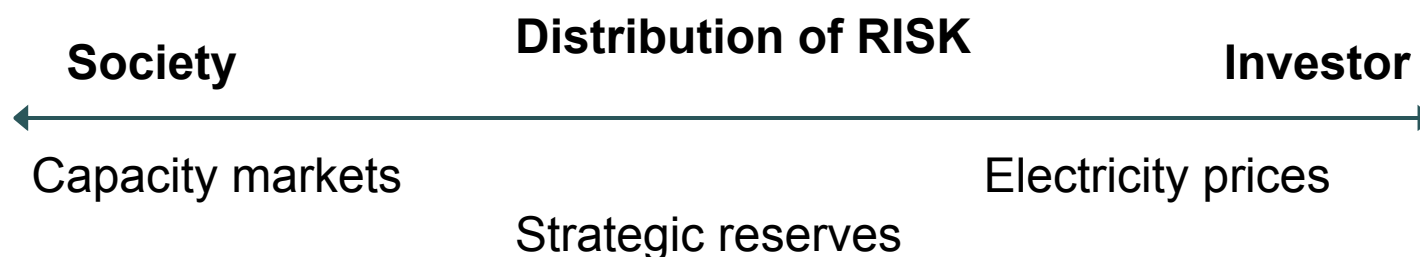 Distribution of RISK
Society
Investor
Capacity markets
Electricity prices
Strategic reserves